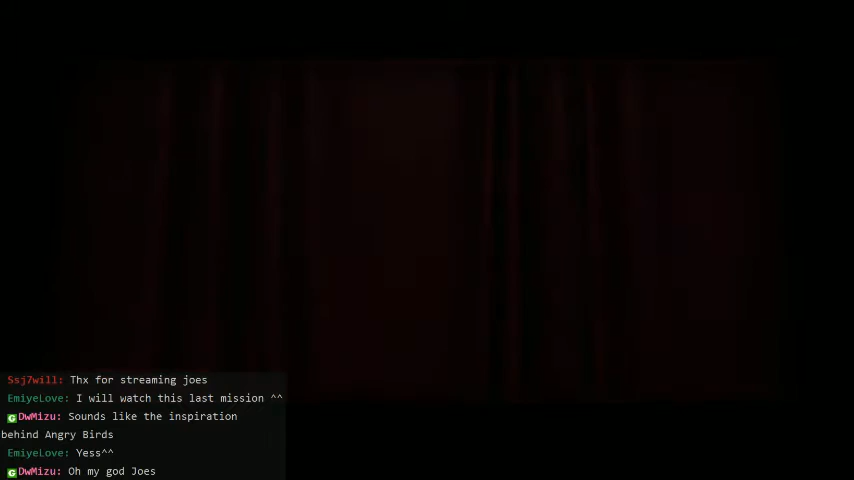 Ssj7will: Thx for streaming joes
EmiyeLove: I will watch this last mission ^^
G DwMizu: Sounds like the inspiration
behind Angry Birds
EmiyeLove: Yess^^
G DwMizu: Oh my god Joes